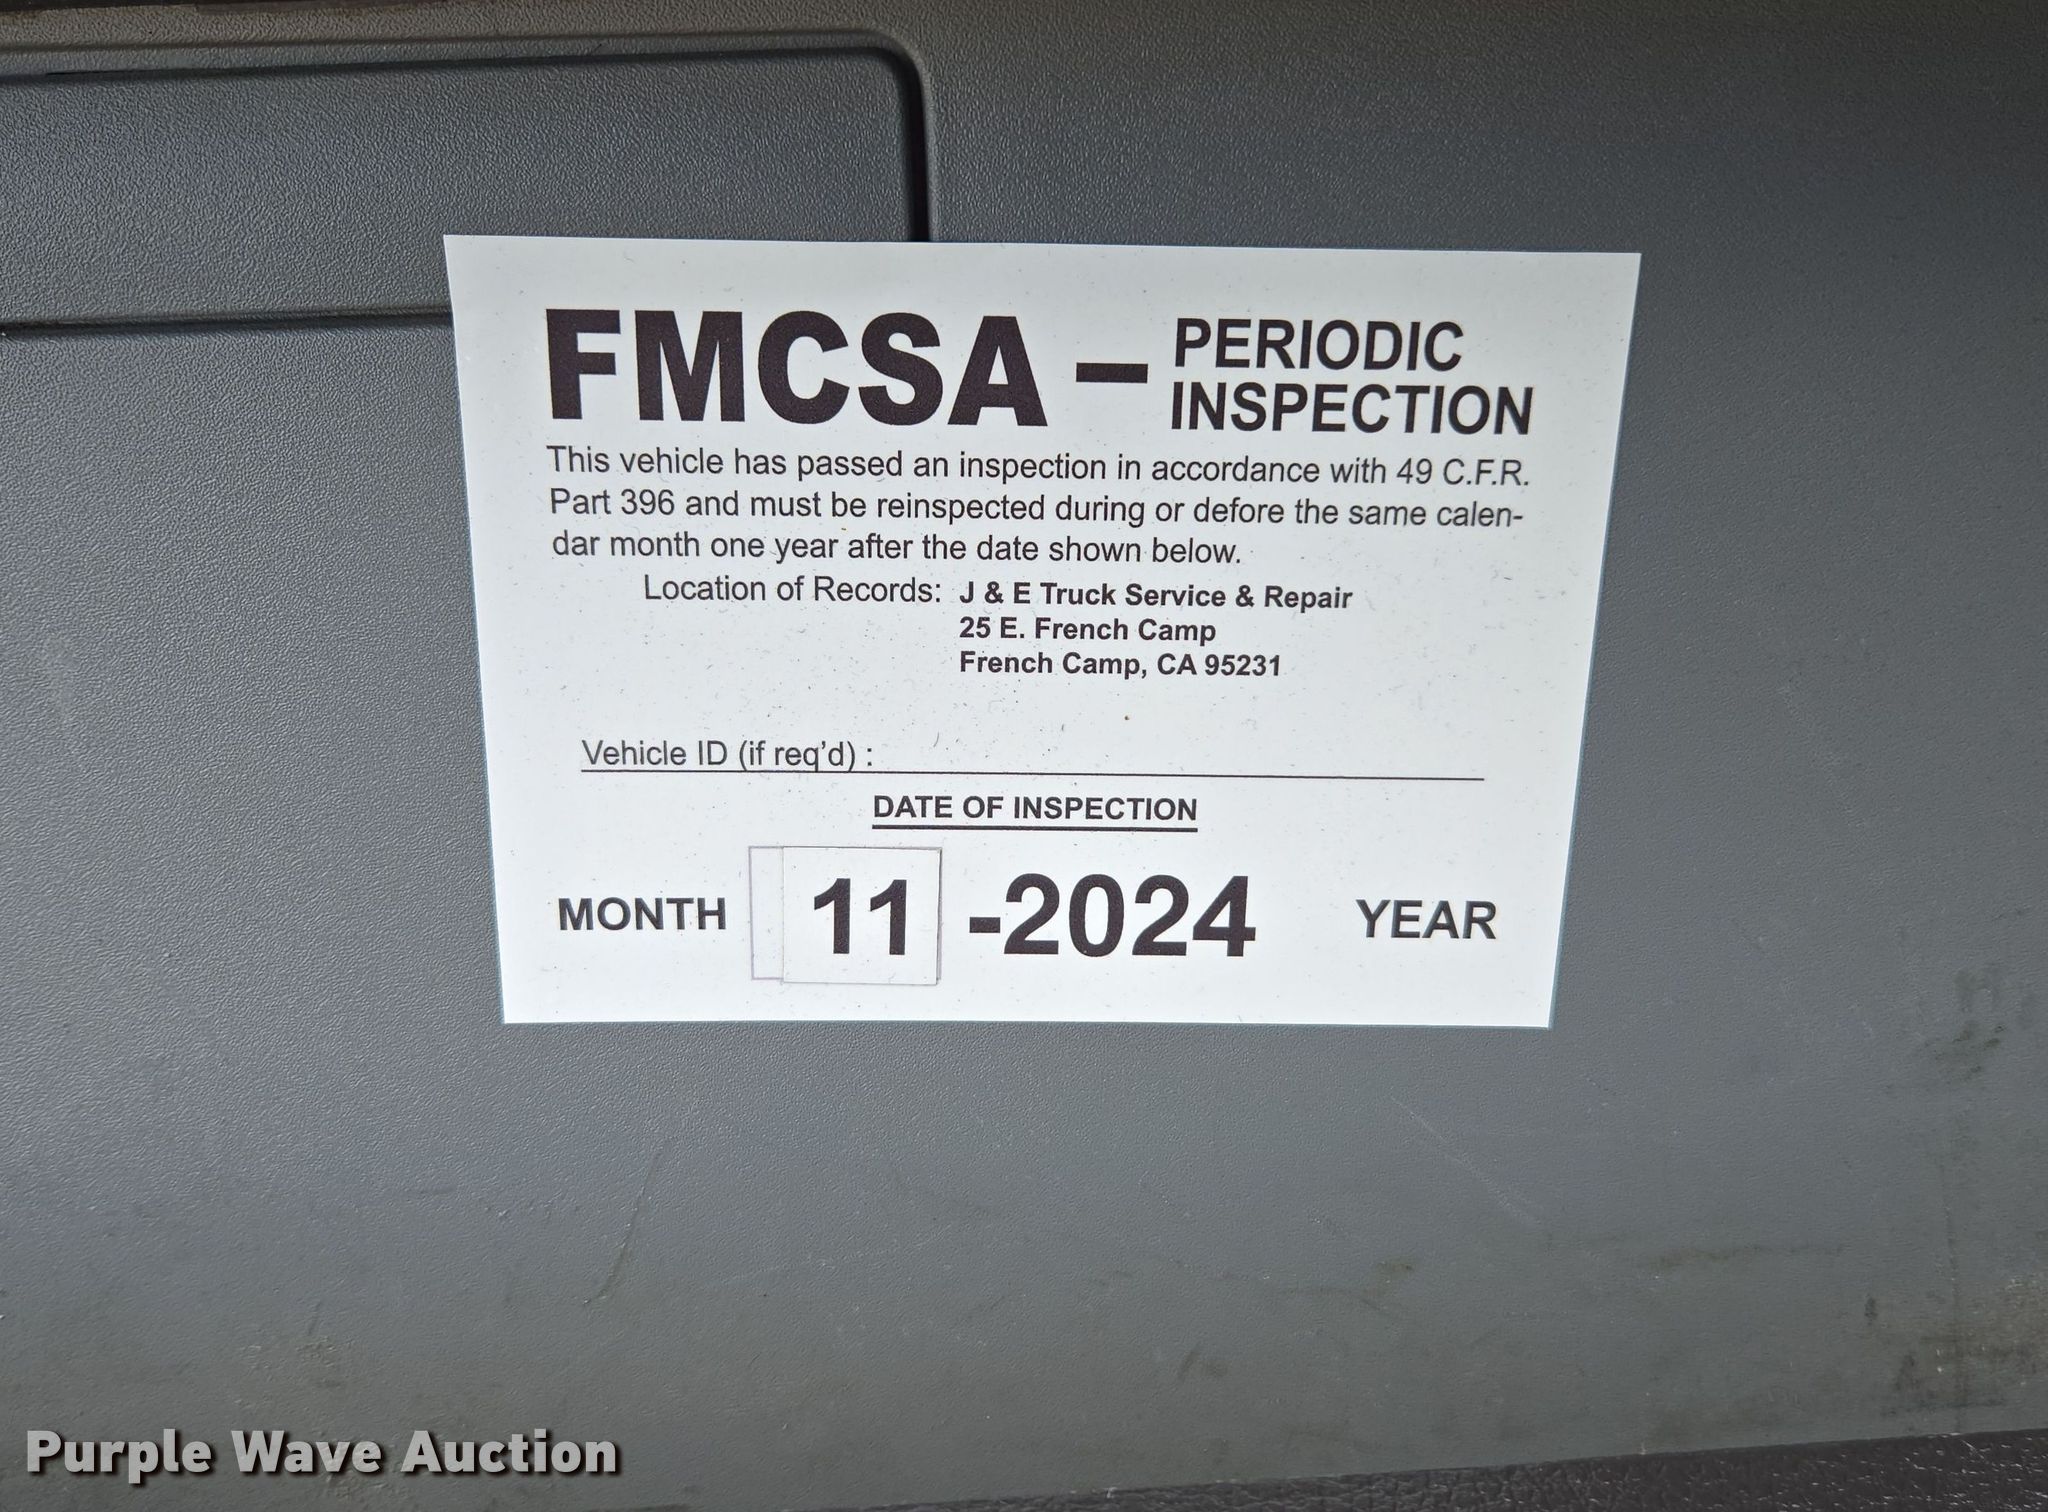 FMCSA – PERIODIC
INSPECTION
This vehicle has passed an inspection in accordance with 49 C.F.R.
Part 396 and must be reinspected during or defore the same calen-
dar month one year after the date shown below.
Location of Records: J & E Truck Service & Repair
25 E. French Camp
French Camp, CA 95231
Vehicle ID (if req'd) :
DATE OF INSPECTION
MONTH 11 -2024 YEAR
Purple Wave Auction